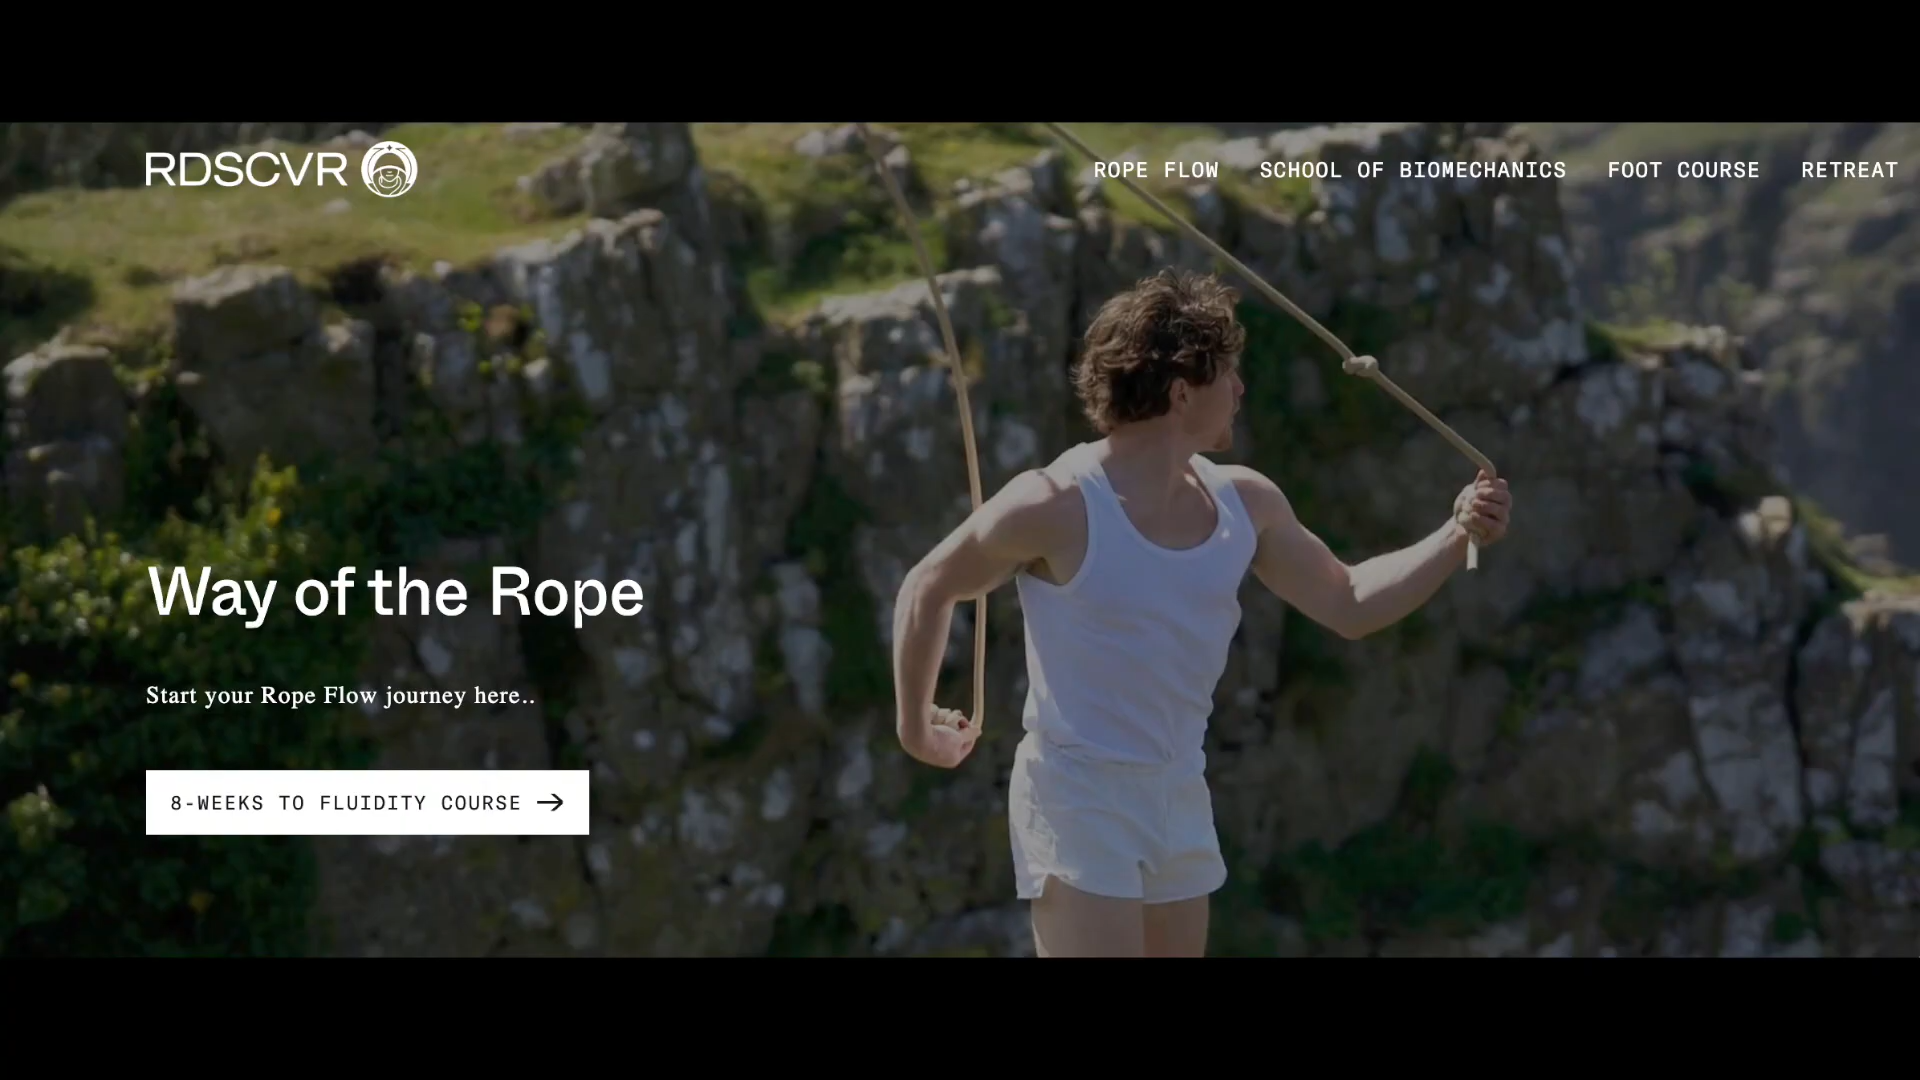 RDSCVR
ROPE FLOW SCHOOL OF BIOMECHANICS FOOT COURSE RETREAT
Way of the Rope
Start your Rope Flow journey here..
8-WEEKS TO FLUIDITY COURSE →